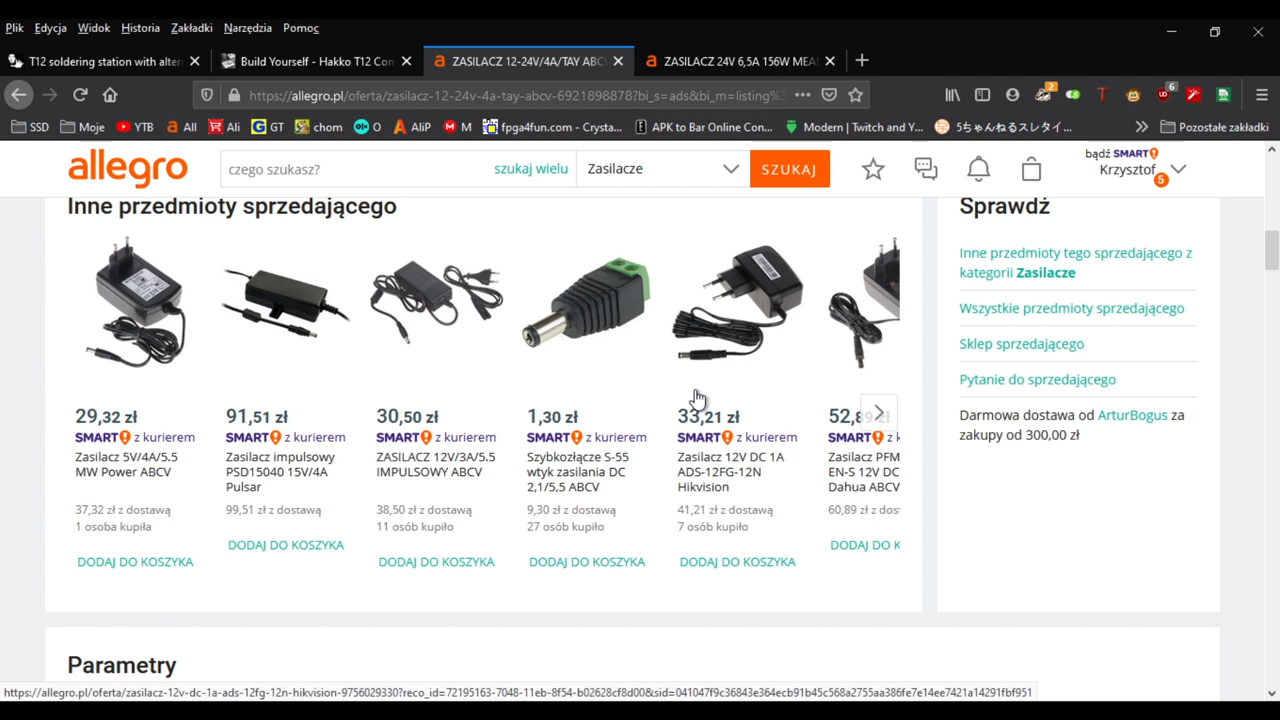 Plik Edycja Widok Historia Zakładki Narzędzia Pomoc
T12 soldering station with alter
Build Yourself - Hakko T12 Con
ZASILACZ 12-24V/4A/TAY ABC
ZASILACZ 24V 6,5A 156W MEA
https://allegro.pl/oferta/zasilacz-12-24v-4a-tay-abcv-6921898878?bi_s=ads&bi_m=listing%3
2
6
SSD Moje YTB All Ali GT chom O AliP M fpga4fun.com - Crysta... APK to Bar Online Con... Modern | Twitch and Y... 5ちゃんねるスレタイ... Pozostałe zakładki
allegro
czego szukasz? szukaj wielu Zasilacze SZUKAJ
bądź SMART!
Krzysztof 5
Inne przedmioty sprzedającego
29,32 zł
SMART! z kurierem
Zasilacz 5V/4A/5.5
MW Power ABCV
37,32 zł z dostawą
1 osoba kupiła
DODAJ DO KOSZYKA
91,51 zł
SMART! z kurierem
Zasilacz impulsowy
PSD15040 15V/4A
Pulsar
99,51 zł z dostawą
DODAJ DO KOSZYKA
30,50 zł
SMART! z kurierem
ZASILACZ 12V/3A/5.5
IMPULSOWY ABCV
38,50 zł z dostawą
11 osób kupiło
DODAJ DO KOSZYKA
1,30 zł
SMART! z kurierem
Szybkozłącze S-55
wtyk zasilania DC
2,1/5,5 ABCV
9,30 zł z dostawą
27 osób kupiło
DODAJ DO KOSZYKA
33,21 zł
SMART! z kurierem
Zasilacz 12V DC 1A
ADS-12FG-12N
Hikvision
41,21 zł z dostawą
7 osób kupiło
DODAJ DO KOSZYKA
52,8
SMART! z k
Zasilacz PFM
EN-S 12V DC
Dahua ABCV
60,89 zł z dost
DODAJ DO K
Sprawdź
Inne przedmioty tego sprzedającego z
kategorii Zasilacze
Wszystkie przedmioty sprzedającego
Sklep sprzedającego
Pytanie do sprzedającego
Darmowa dostawa od ArturBogus za
zakupy od 300,00 zł
Parametry
https://allegro.pl/oferta/zasilacz-12v-dc-1a-ads-12fg-12n-hikvision-9756029330?reco_id=72195163-7048-11eb-8f54-b02628cf8d00&sid=041047f9c36843e364ecb91b45c568a2755aa386fe7e14ee7421a14291fbf951